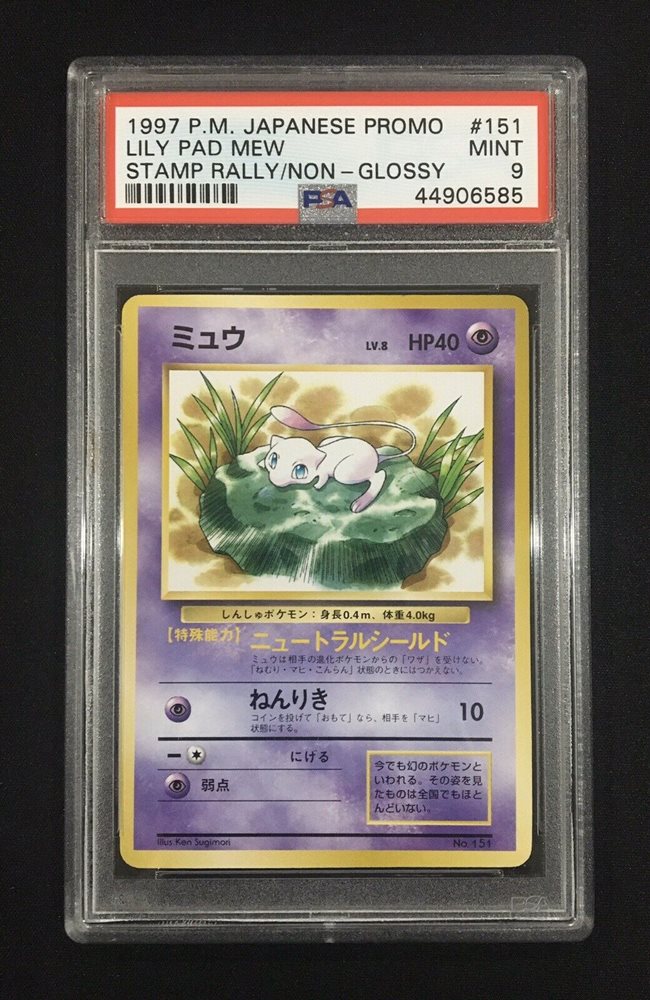 1997 P.M. JAPANESE PROMO #151
LILY PAD MEW MINT
STAMP RALLY/NON-GLOSSY 9
PSA 44906585
ミュウ LV.8 HP40
しんしゅポケモン：身長0.4m、体重4.0kg
【特殊能力】ニュートラルシールド
ミュウは相手の進化ポケモンからの「ワザ」を受けない。
「ねむり・マヒ・こんらん」状態のときにはつかえない。
ねんりき 10
コインを投げて「おもて」なら、相手を「マヒ」
状態にする。
ー にげる
弱点
今でも幻のポケモンと
いわれる。その姿を見
たものは全国でもほと
んどいない。
Illus. Ken Sugimori No.151
PSA